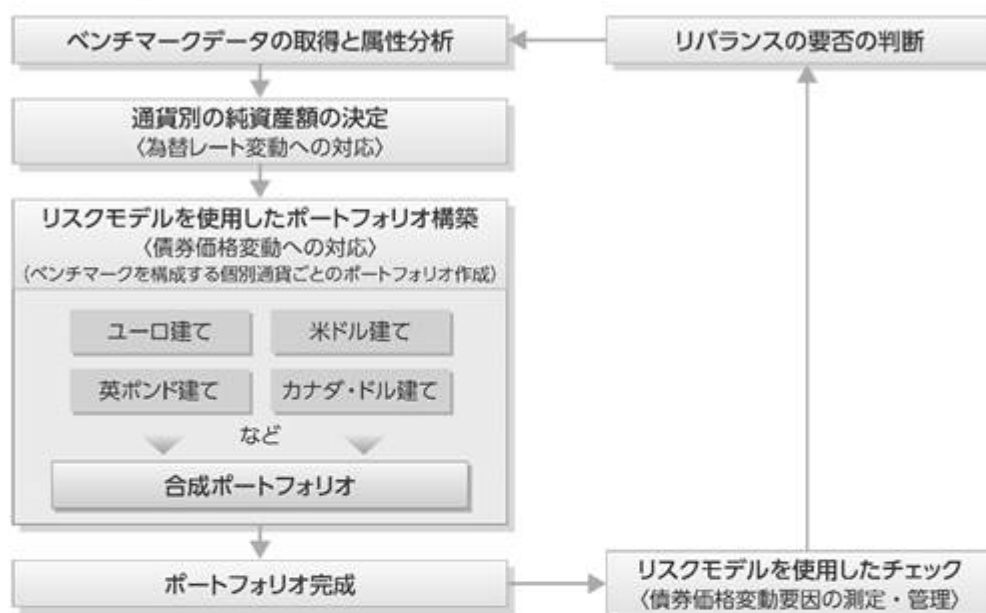 ベンチマークデータの取得と属性分析
リバランスの要否の判断
通貨別の純資産額の決定
〈為替レート変動への対応〉
リスクモデルを使用したポートフォリオ構築
〈債券価格変動への対応〉
(ベンチマークを構成する個別通貨ごとのポートフォリオ作成)
ユーロ建て
米ドル建て
英ポンド建て
カナダ・ドル建て
など
合成ポートフォリオ
ポートフォリオ完成
リスクモデルを使用したチェック
〈債券価格変動要因の測定・管理〉